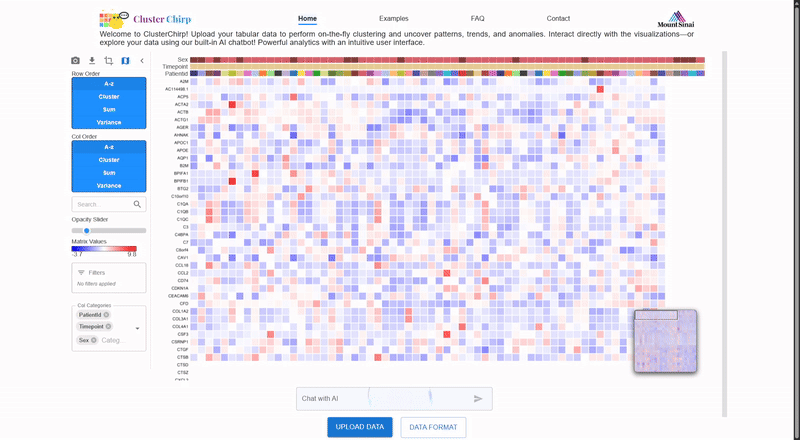 Cluster Chirp
Home
Examples
FAQ
Contact
Mount Sinai
Welcome to ClusterChirp! Upload your tabular data to perform on-the-fly clustering and uncover patterns, trends, and anomalies. Interact directly with the visualizations—or
explore your data using our built-in AI chatbot! Powerful analytics with an intuitive user interface.
Row Order
A-z
Cluster
Sum
Variance
Col Order
A-z
Cluster
Sum
Variance
Search...
Opacity Slider
Matrix Values
-3.7 9.8
Filters
No filters applied
Col Categories
PatientId
Timepoint
Sex
Categ...
Sex
Timepoint
PatientId
A2M
AC114498.1
ACP5
ACTA2
ACTB
ACTG1
AGER
AHNAK
APOC1
APOE
AQP1
B2M
BPIFA1
BPIFB1
BTG2
C10orf10
C1QA
C1QB
C1QC
C3
C4BPA
C7
C8orf4
CAV1
CCL18
CCL2
CD74
CDKN1A
CEACAM6
CFD
COL1A2
COL3A1
COL4A1
CSF3
CSRNP1
CTGF
CTSB
CTSD
CTSZ
Chat with AI
UPLOAD DATA
DATA FORMAT